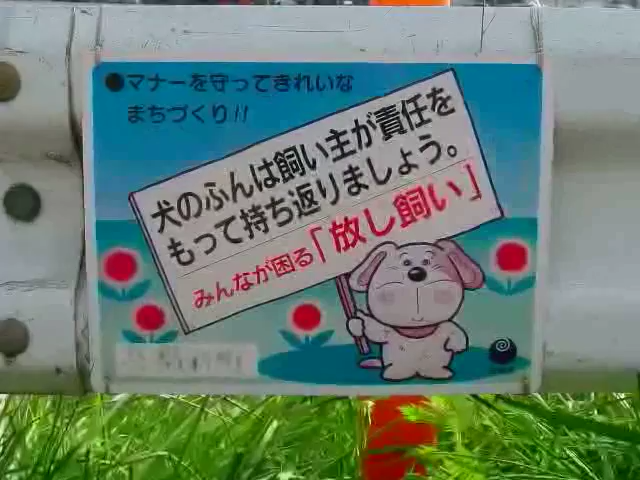 ●マナーを守ってきれいな
まちづくり!!
犬のふんは飼い主が責任を
もって持ち返りましょう。
みんなが困る「放し飼い」